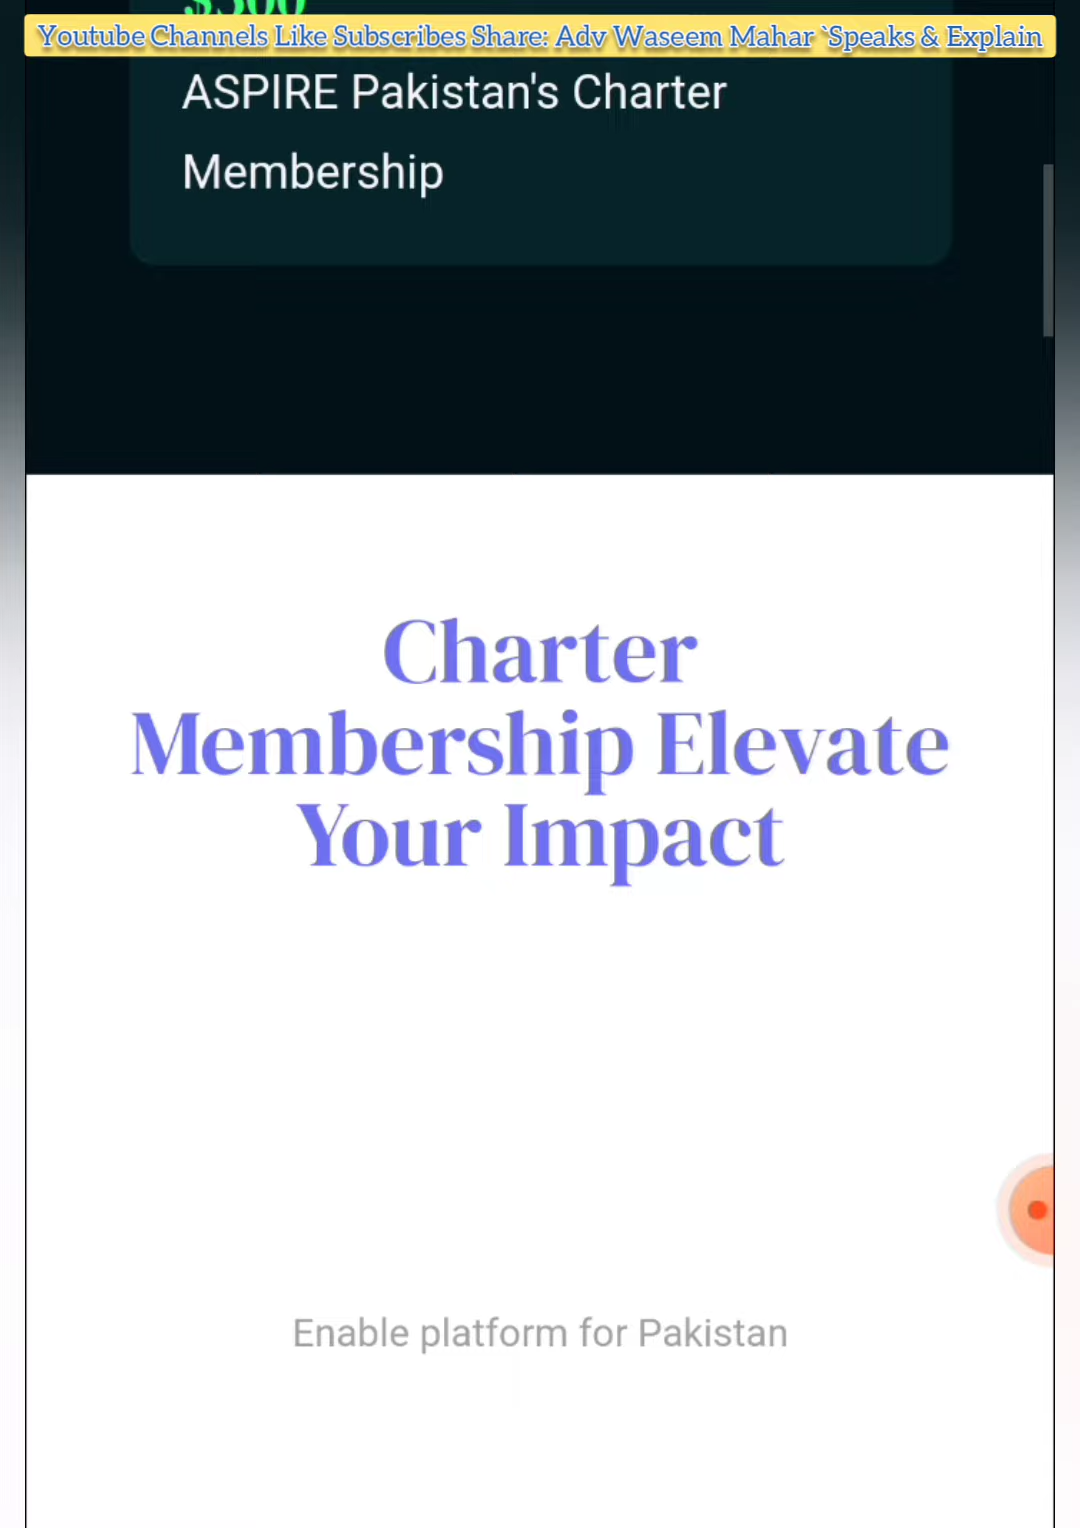 Youtube Channels Like Subscribes Share: Adv Waseem Mahar `Speaks & Explain
ASPIRE Pakistan's Charter
Membership
Charter
Membership Elevate
Your Impact
Enable platform for Pakistan